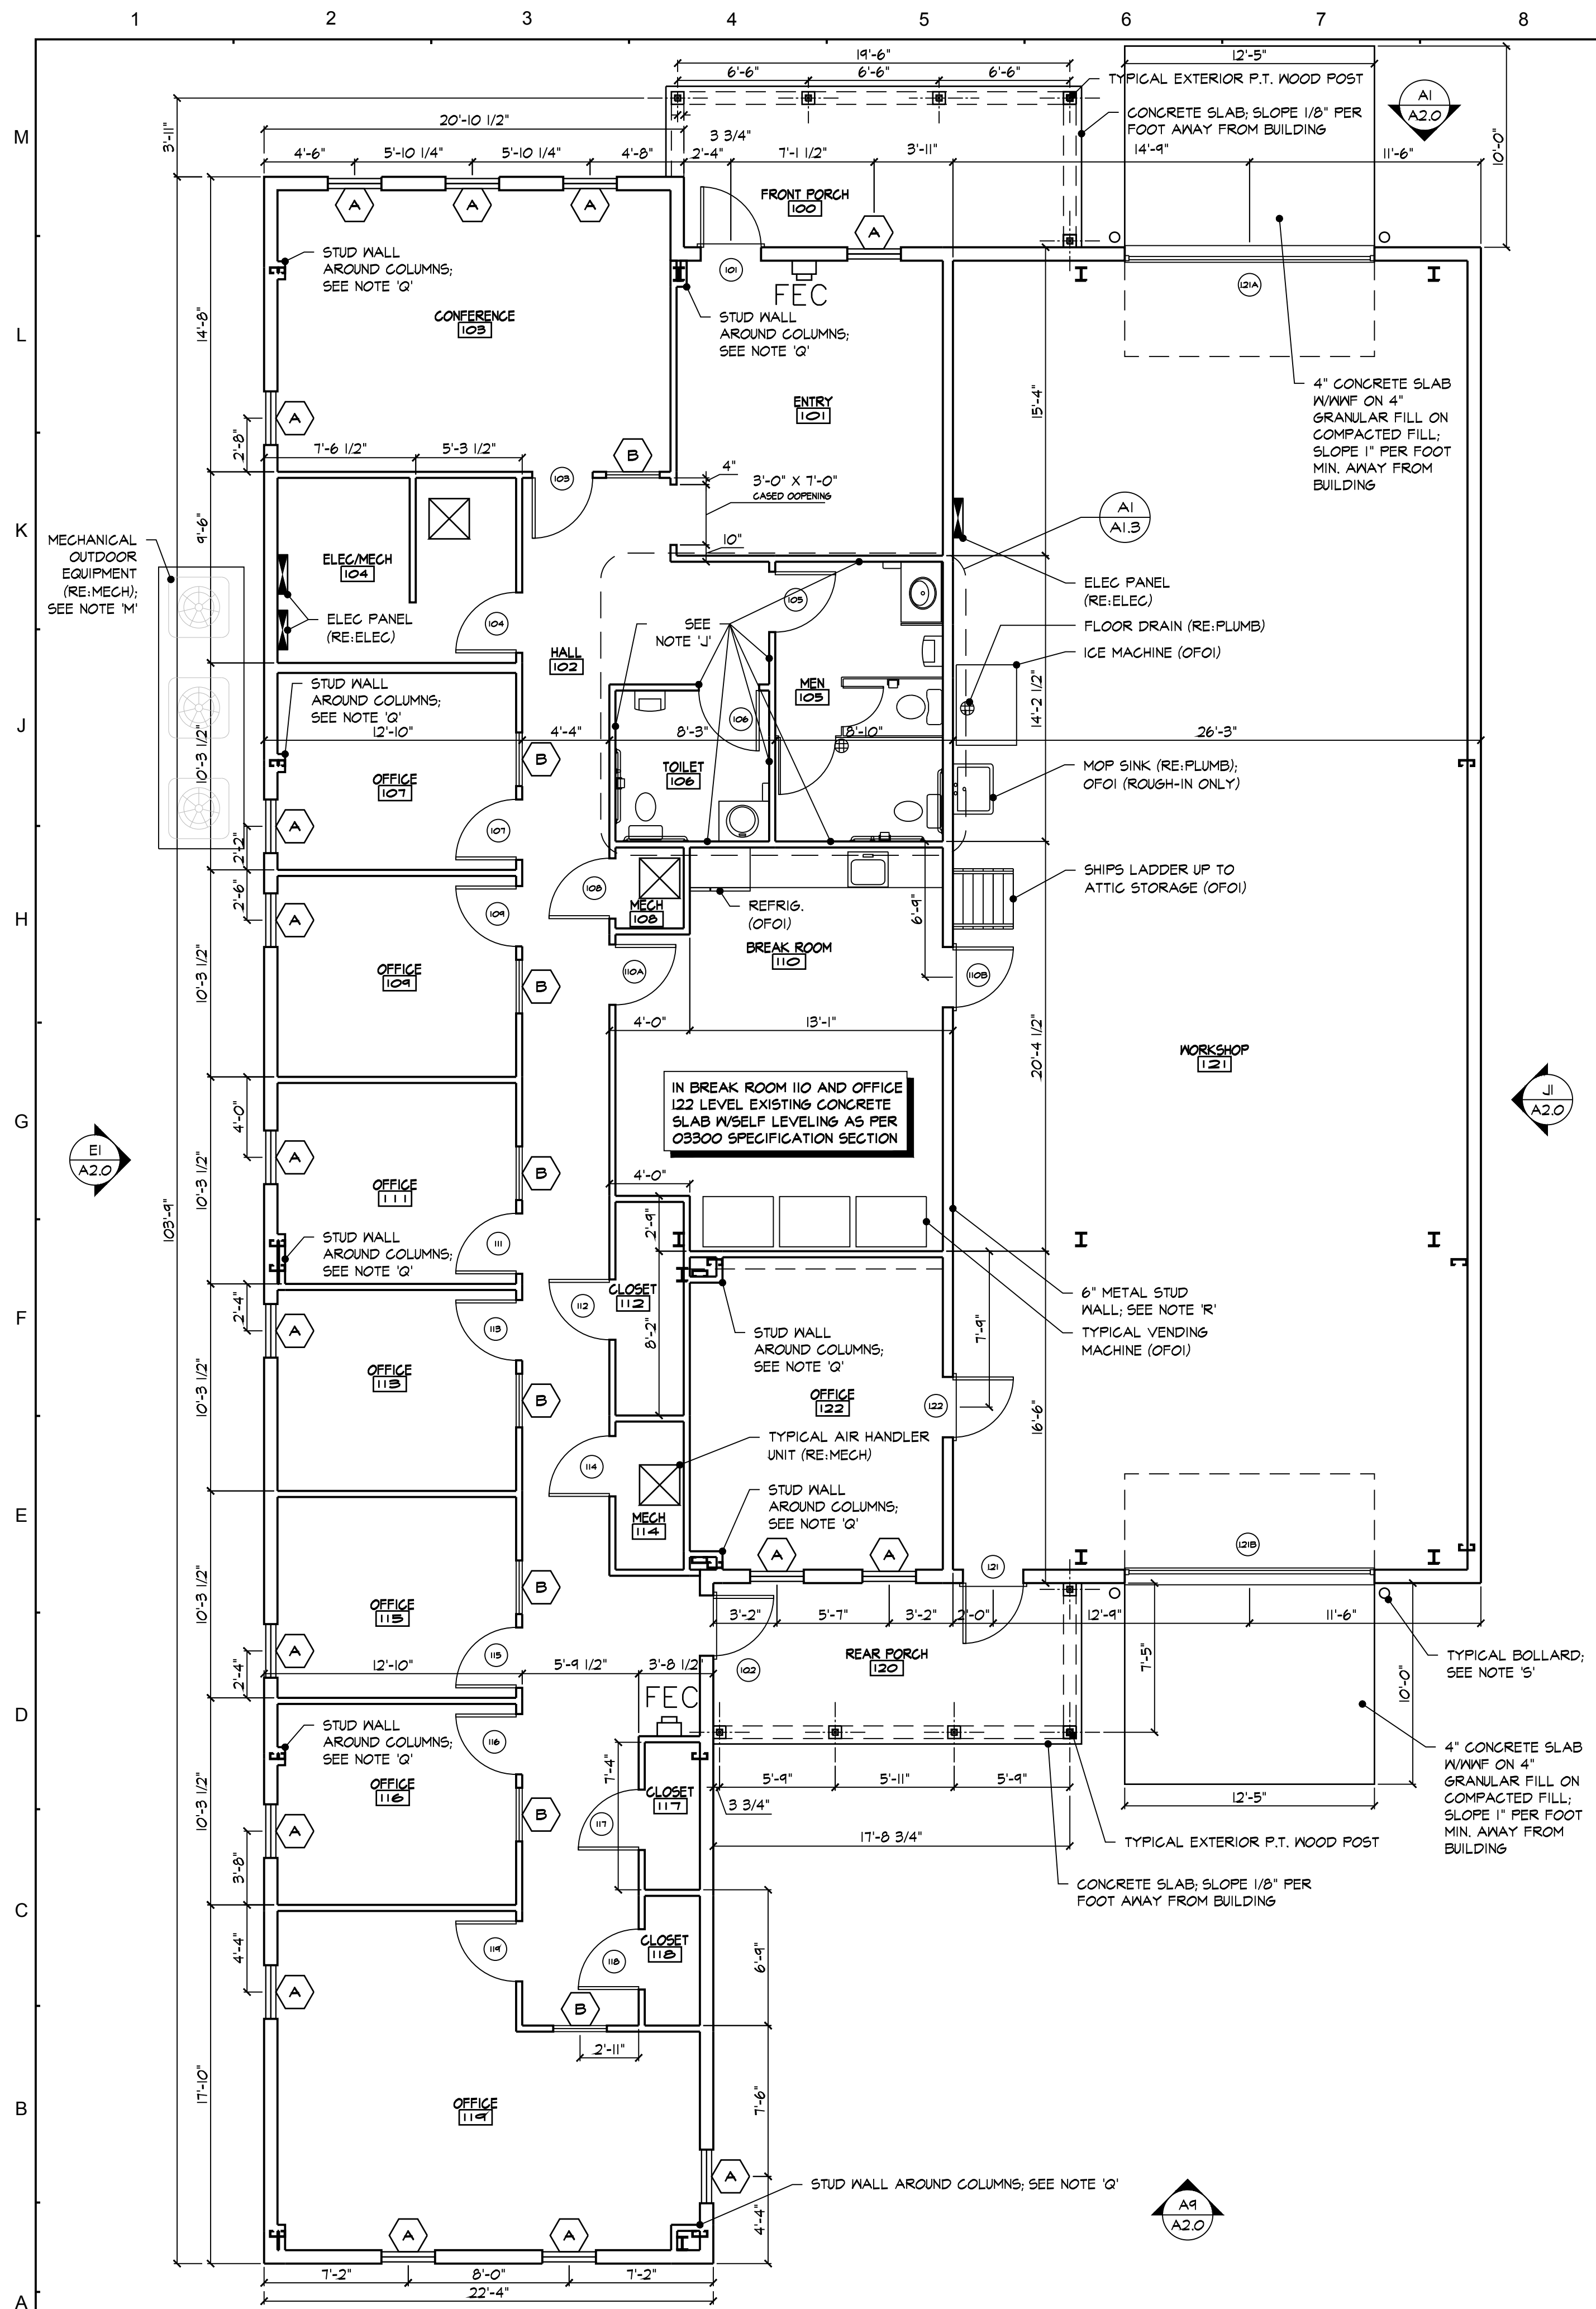 1 2 3 4 5 6 7 8
M
L
K
J
H
G
F
E
D
C
B
A
19'-6"
6'-6" 6'-6" 6'-6"
12'-5"
TYPICAL EXTERIOR P.T. WOOD POST
A1
A2.0
CONCRETE SLAB; SLOPE 1/8" PER
FOOT AWAY FROM BUILDING
3'-11"
20'-10 1/2"
3 3/4"
4'-6" 5'-10 1/4" 5'-10 1/4" 4'-8" 2'-4" 7'-1 1/2" 3'-11" 14'-9" 11'-6"
10'-0"
FRONT PORCH
100
A A A A
STUD WALL
AROUND COLUMNS;
SEE NOTE 'Q'
101
FEC
121A
CONFERENCE
103
STUD WALL
AROUND COLUMNS;
SEE NOTE 'Q'
14'-8"
15'-4"
ENTRY
101
4" CONCRETE SLAB
W/WWF ON 4"
GRANULAR FILL ON
COMPACTED FILL;
SLOPE 1" PER FOOT
MIN. AWAY FROM
BUILDING
A
2'-8"
7'-6 1/2" 5'-3 1/2"
B
103
4"
3'-0" X 7'-0"
CASED OOPENING
10"
A1
A1.3
9'-6"
MECHANICAL
OUTDOOR
EQUIPMENT
(RE:MECH);
SEE NOTE 'M'
ELEC/MECH
104
ELEC PANEL
(RE:ELEC)
104
ELEC PANEL
(RE:ELEC)
105
SEE
NOTE 'J'
FLOOR DRAIN (RE:PLUMB)
HALL
102
ICE MACHINE (OFOI)
STUD WALL
AROUND COLUMNS;
SEE NOTE 'Q'
MEN
105
106
14'-2 1/2"
10'-3 1/2"
12'-10" 4'-4" 8'-3" 8'-10" 26'-3"
B
OFFICE
107
TOILET
106
MOP SINK (RE:PLUMB);
OFOI (ROUGH-IN ONLY)
A
107
2'-2"
2'-6"
108
MECH
108
SHIPS LADDER UP TO
ATTIC STORAGE (OFOI)
A
109
REFRIG.
(OFOI)
6'-9"
BREAK ROOM
110
110A
110B
OFFICE
109
B
10'-3 1/2"
4'-0" 13'-1"
20'-4 1/2"
WORKSHOP
121
IN BREAK ROOM 110 AND OFFICE
122 LEVEL EXISTING CONCRETE
SLAB W/SELF LEVELING AS PER
03300 SPECIFICATION SECTION
J1
A2.0
E1
A2.0
4'-0"
A
B
10'-3 1/2"
4'-0"
OFFICE
111
103'-9"
2'-9"
STUD WALL
AROUND COLUMNS;
SEE NOTE 'Q'
111
CLOSET
112
112
6" METAL STUD
WALL; SEE NOTE 'R'
TYPICAL VENDING
MACHINE (OFOI)
2'-4"
A
113
8'-2"
7'-9"
STUD WALL
AROUND COLUMNS;
SEE NOTE 'Q'
OFFICE
113
B
10'-3 1/2"
OFFICE
122
122
16'-6"
TYPICAL AIR HANDLER
UNIT (RE:MECH)
114
STUD WALL
AROUND COLUMNS;
SEE NOTE 'Q'
MECH
114
A A
121
121B
B
10'-3 1/2"
OFFICE
115
3'-2" 5'-7" 3'-2" 2'-0" 12'-9" 11'-6"
A
115
2'-4"
12'-10" 5'-9 1/2" 3'-8 1/2"
102
REAR PORCH
120
7'-5"
10'-0"
TYPICAL BOLLARD;
SEE NOTE 'S'
FEC
STUD WALL
AROUND COLUMNS;
SEE NOTE 'Q'
116
7'-4"
4" CONCRETE SLAB
W/WWF ON 4"
GRANULAR FILL ON
COMPACTED FILL;
SLOPE 1" PER FOOT
MIN. AWAY FROM
BUILDING
OFFICE
116
CLOSET
117
5'-9" 5'-11" 5'-9"
3 3/4"
12'-5"
10'-3 1/2"
A
B
117
17'-8 3/4"
TYPICAL EXTERIOR P.T. WOOD POST
3'-8"
CONCRETE SLAB; SLOPE 1/8" PER
FOOT AWAY FROM BUILDING
4'-4"
119
CLOSET
118
118
6'-9"
A
B
2'-11"
17'-10"
OFFICE
119
7'-6"
A
STUD WALL AROUND COLUMNS; SEE NOTE 'Q'
A9
A2.0
4'-4"
A A
7'-2" 8'-0" 7'-2"
22'-4"